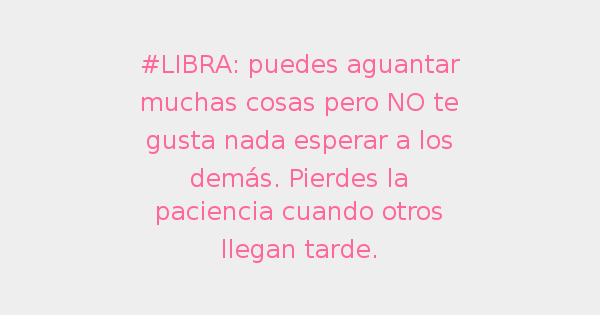 #LIBRA: puedes aguantar
muchas cosas pero NO te
gusta nada esperar a los
demás. Pierdes la
paciencia cuando otros
llegan tarde.